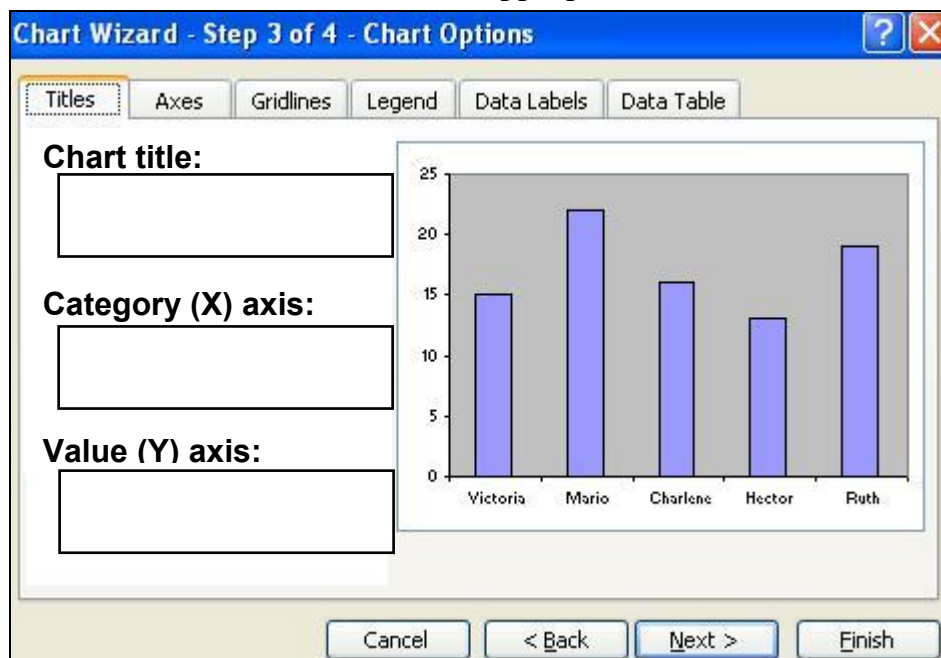 Chart Wizard - Step 3 of 4 - Chart Options
?
Titles Axes Gridlines Legend Data Labels Data Table
Chart title:
Category (X) axis:
Value (Y) axis:
25
20
15
10
5
0
Victoria Mario Charlene Hector Ruth
Cancel < Back Next > Finish